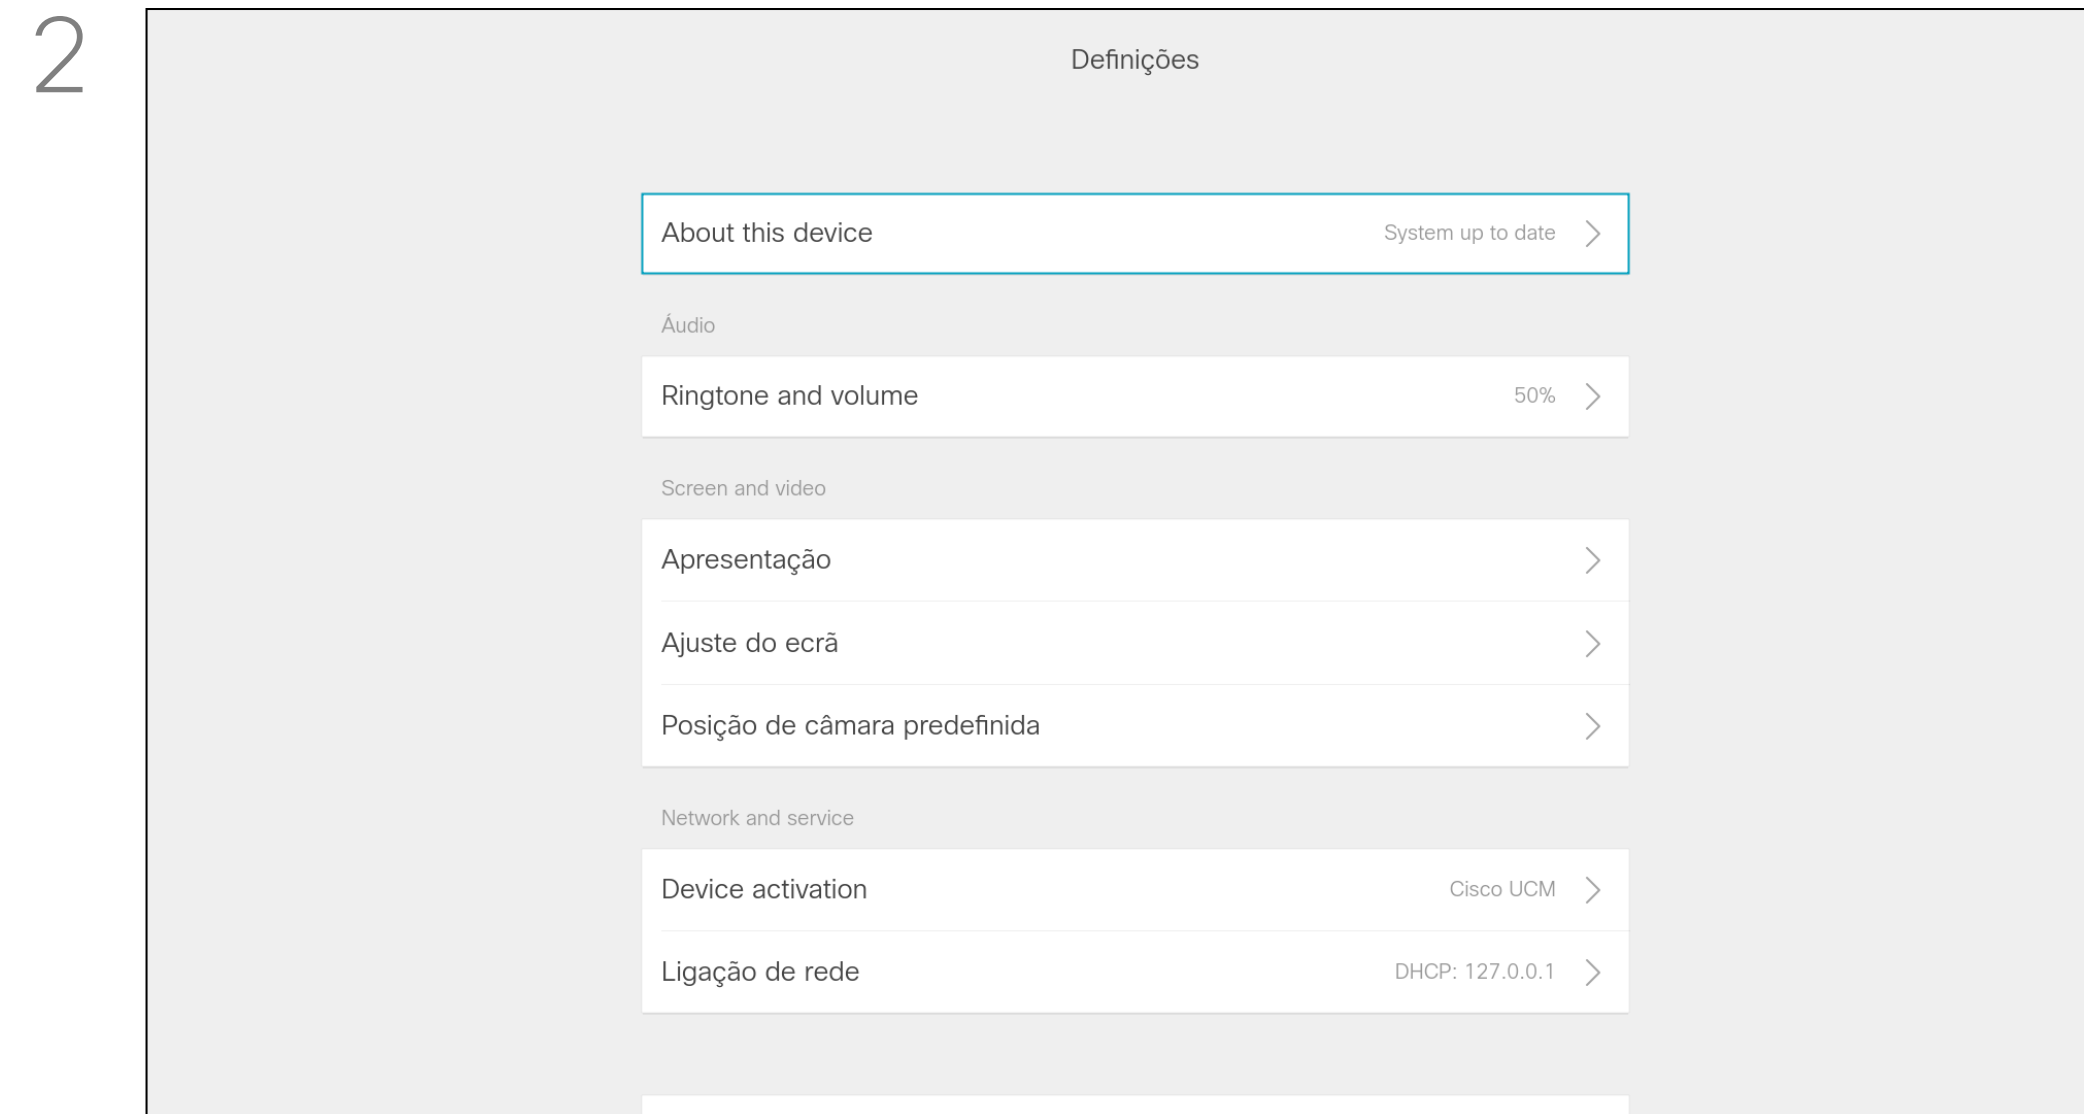 2
Definições
About this device System up to date
Áudio
Ringtone and volume 50%
Screen and video
Apresentação
Ajuste do ecrã
Posição de câmara predefinida
Network and service
Device activation Cisco UCM
Ligação de rede DHCP: 127.0.0.1